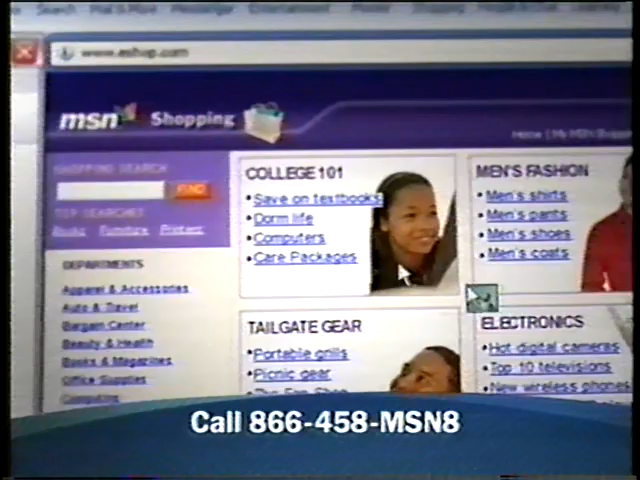 www.eshop.com
msn Shopping
Home | My MSN Shopping
SHOPPING SEARCH
FIND
TOP SEARCHES
Books Furniture Printers
DEPARTMENTS
Apparel & Accessories
Auto & Travel
Bargain Center
Beauty & Health
Books & Magazines
Office Supplies
Computing
COLLEGE 101
•Save on textbooks
•Dorm life
•Computers
•Care Packages
MEN'S FASHION
•Men's shirts
•Men's pants
•Men's shoes
•Men's coats
TAILGATE GEAR
•Portable grills
•Picnic gear
ELECTRONICS
•Hot digital cameras
•Top 10 televisions
•New wireless phones
Call 866-458-MSN8